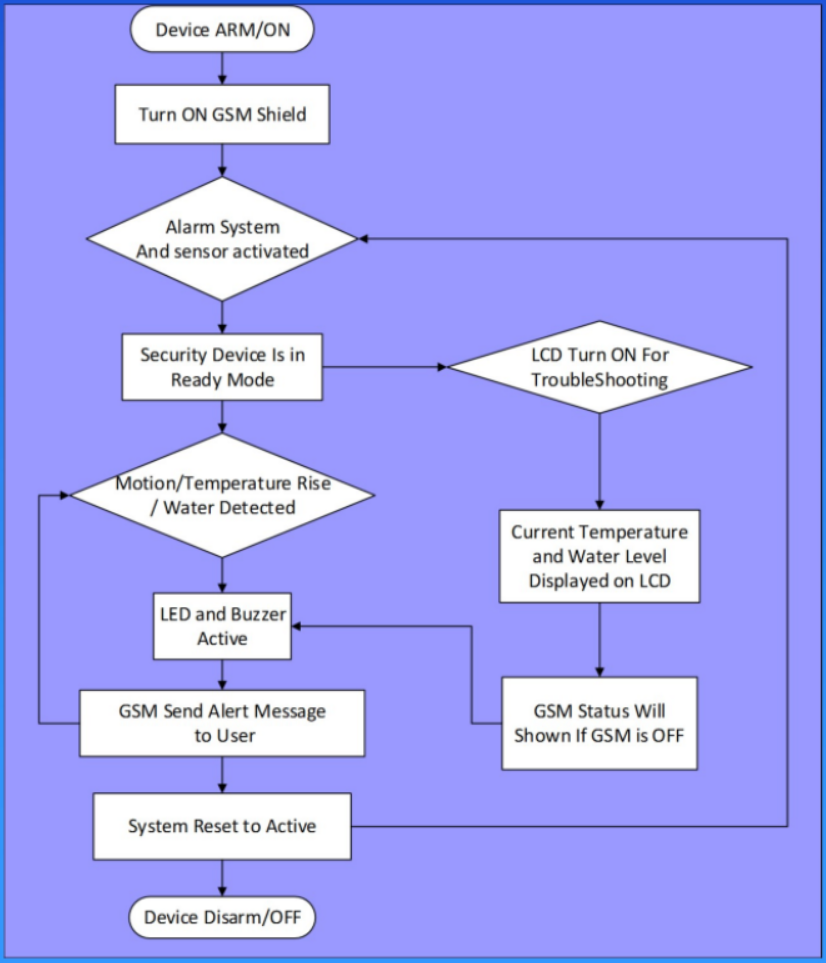 Device ARM/ON
Turn ON GSM Shield
Alarm System
And sensor activated
Security Device Is in
Ready Mode
LCD Turn ON For
TroubleShooting
Motion/Temperature Rise
/ Water Detected
Current Temperature
and Water Level
Displayed on LCD
LED and Buzzer
Active
GSM Send Alert Message
to User
GSM Status Will
Shown If GSM is OFF
System Reset to Active
Device Disarm/OFF